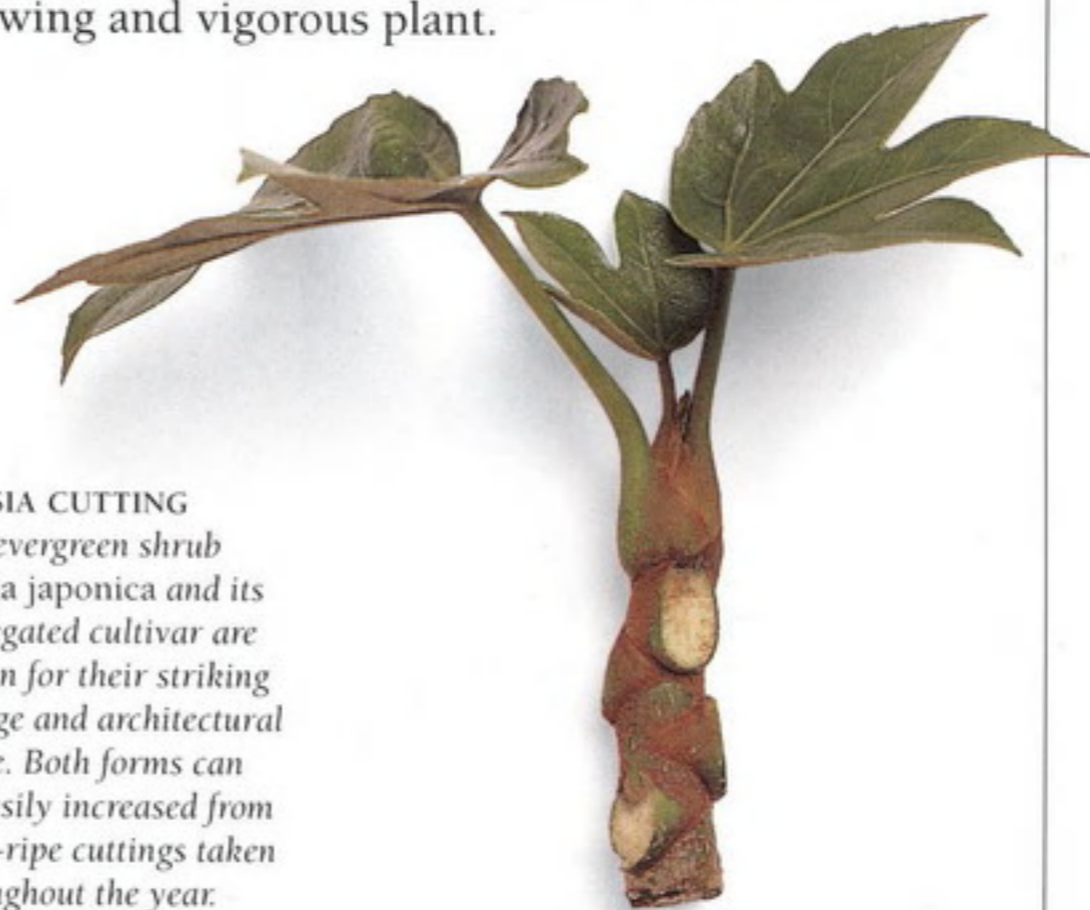 wing and vigorous plant.
SIA CUTTING
evergreen shrub
a japonica and its
gated cultivar are
n for their striking
ge and architectural
e. Both forms can
sily increased from
-ripe cuttings taken
ghout the year.